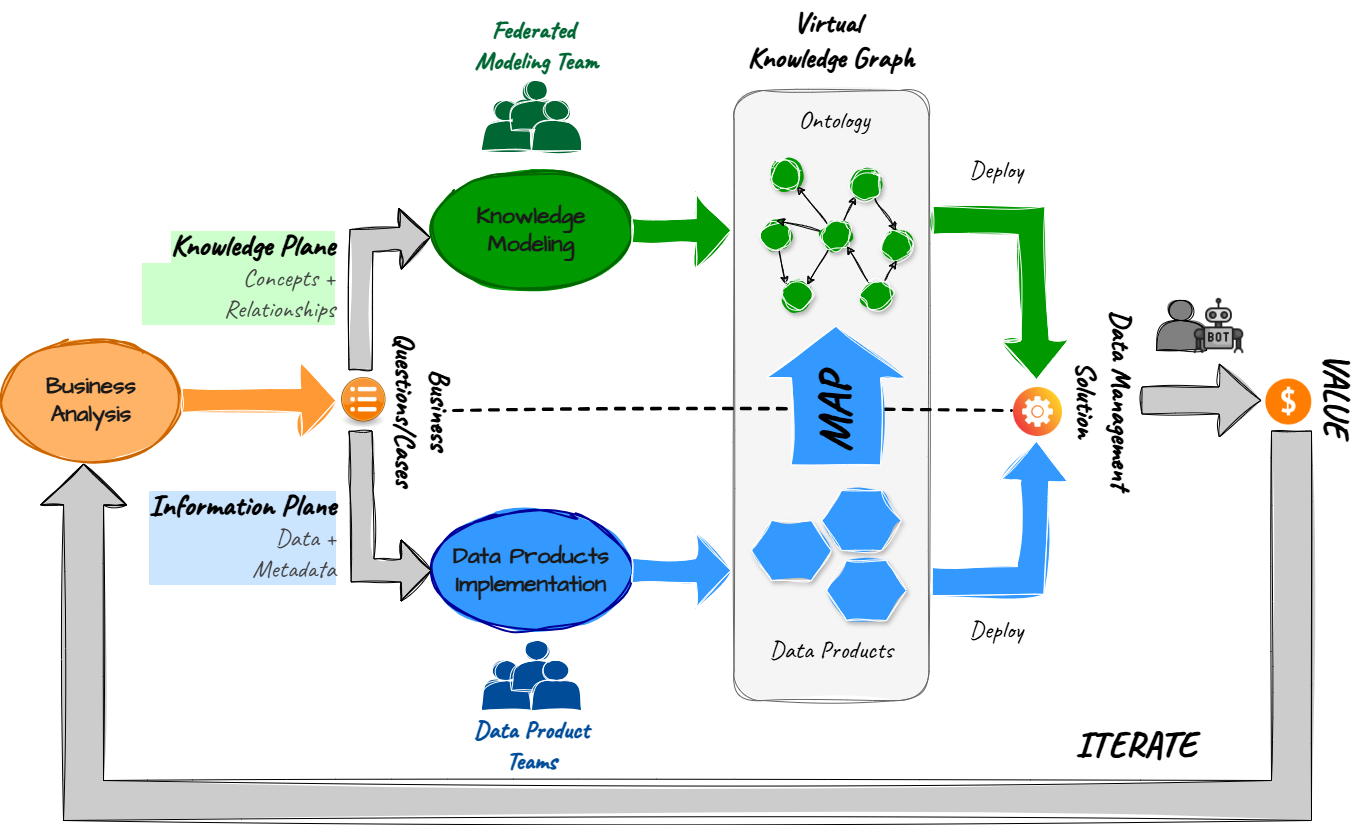 Federated
Modeling Team
Virtual
Knowledge Graph
Ontology
Deploy
Knowledge
Modeling
Knowledge Plane
Concepts +
Relationships
Business
Analysis
Business
Questions/Cases
MAP
Data Management
Solution
BOT
$
VALUE
Information Plane
Data +
Metadata
Data Products
Implementation
Deploy
Data Products
Data Product
Teams
ITERATE